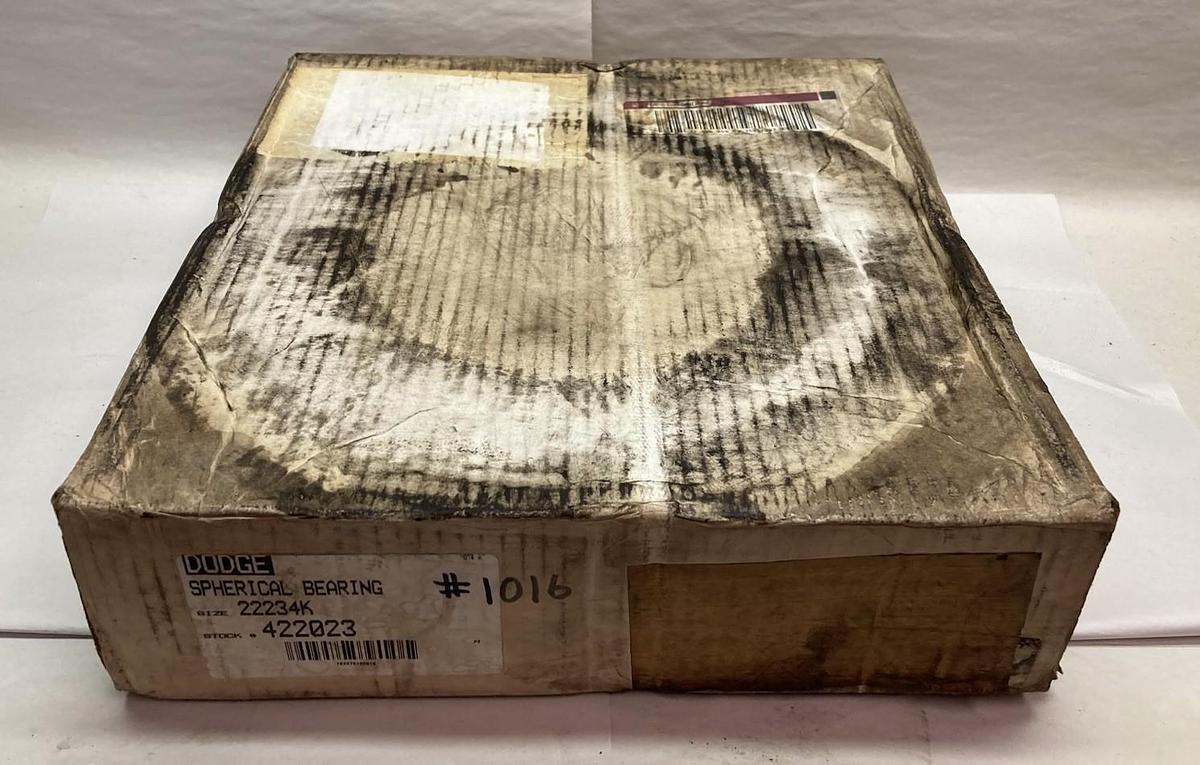 DODGE
SPHERICAL BEARING
SIZE 22234K
STOCK # 422023
#1016